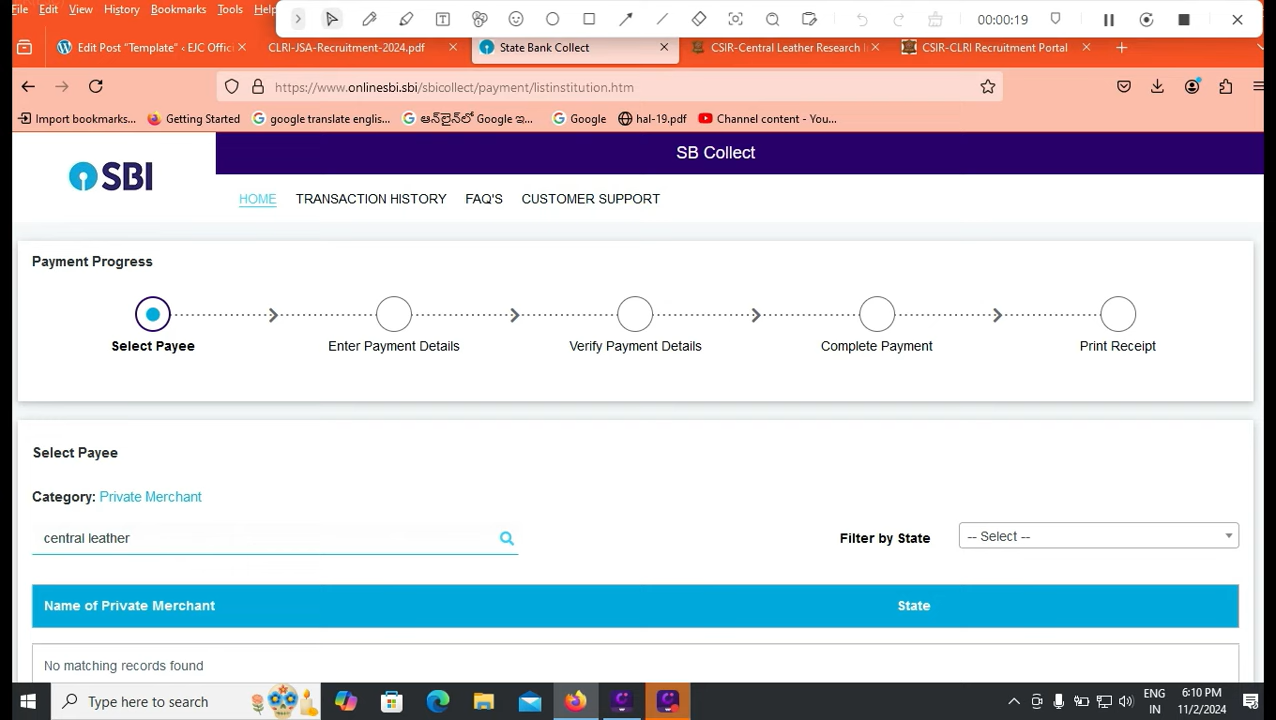 File Edit View History Bookmarks Tools Help
00:00:19
Edit Post “Template” ‹ EJC Offici
CLRI-JSA-Recruitment-2024.pdf
State Bank Collect
CSIR-Central Leather Research I
CSIR-CLRI Recruitment Portal
https://www.onlinesbi.sbi/sbicollect/payment/listinstitution.htm
Import bookmarks... Getting Started google translate englis... ఆన్‌లైన్‌లో Google ఇ... Google hal-19.pdf Channel content - You...
SBI
SB Collect
HOME TRANSACTION HISTORY FAQ'S CUSTOMER SUPPORT
Payment Progress
Select Payee Enter Payment Details Verify Payment Details Complete Payment Print Receipt
Select Payee
Category: Private Merchant
central leather
Filter by State -- Select --
Name of Private Merchant State
No matching records found
Type here to search
ENG 6:10 PM
IN 11/2/2024